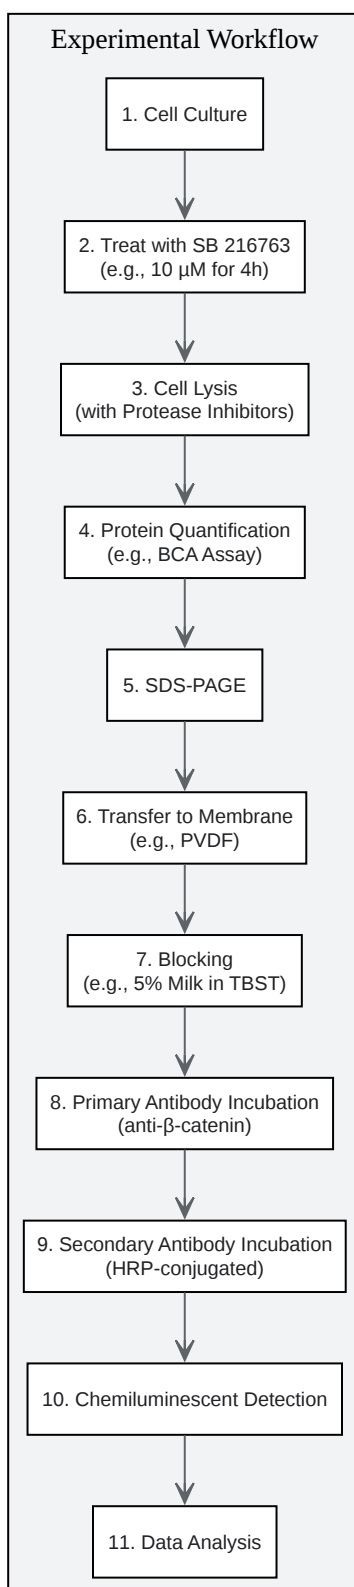 Experimental Workflow
1. Cell Culture
2. Treat with SB 216763
(e.g., 10 µM for 4h)
3. Cell Lysis
(with Protease Inhibitors)
4. Protein Quantification
(e.g., BCA Assay)
5. SDS-PAGE
6. Transfer to Membrane
(e.g., PVDF)
7. Blocking
(e.g., 5% Milk in TBST)
8. Primary Antibody Incubation
(anti-β-catenin)
9. Secondary Antibody Incubation
(HRP-conjugated)
10. Chemiluminescent Detection
11. Data Analysis